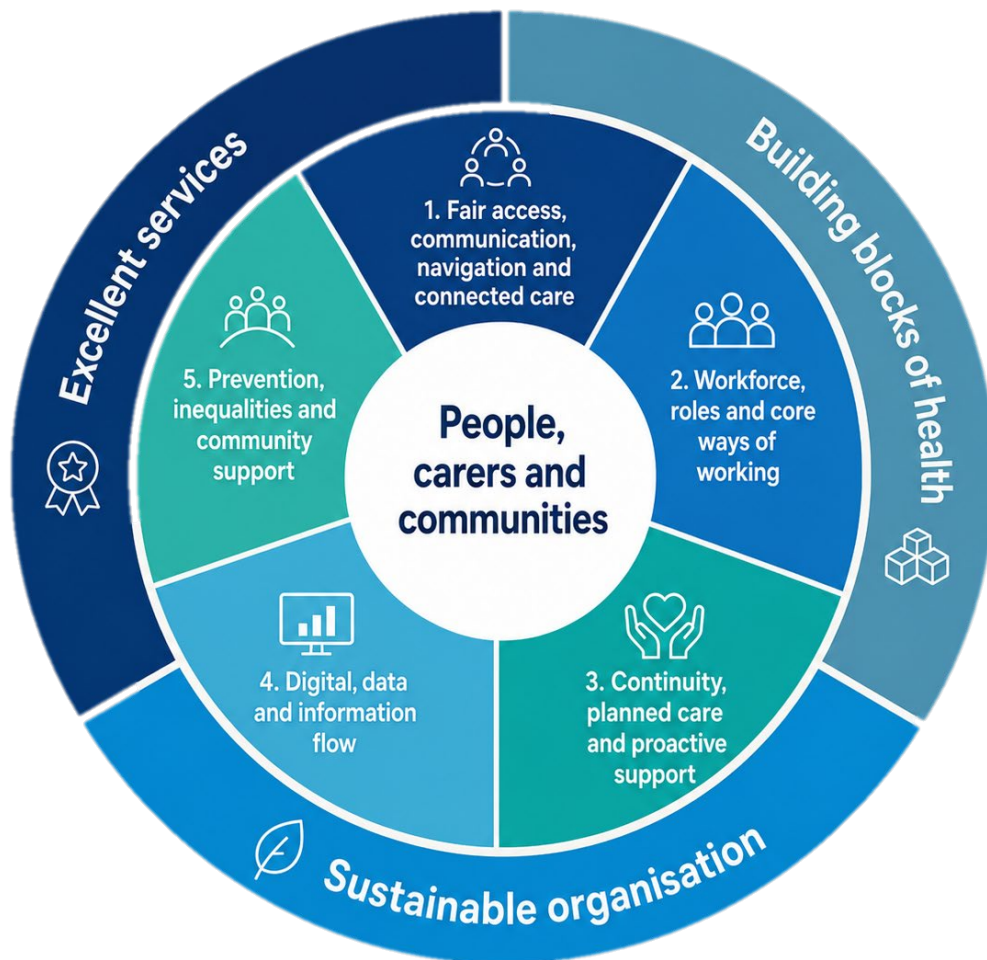 Excellent services
Building blocks of health
1. Fair access,
communication,
navigation and
connected care
2. Workforce,
roles and core
ways of
working
3. Continuity,
planned care
and proactive
support
4. Digital, data
and information
flow
5. Prevention,
inequalities and
community
support
People,
carers and
communities
Sustainable organisation